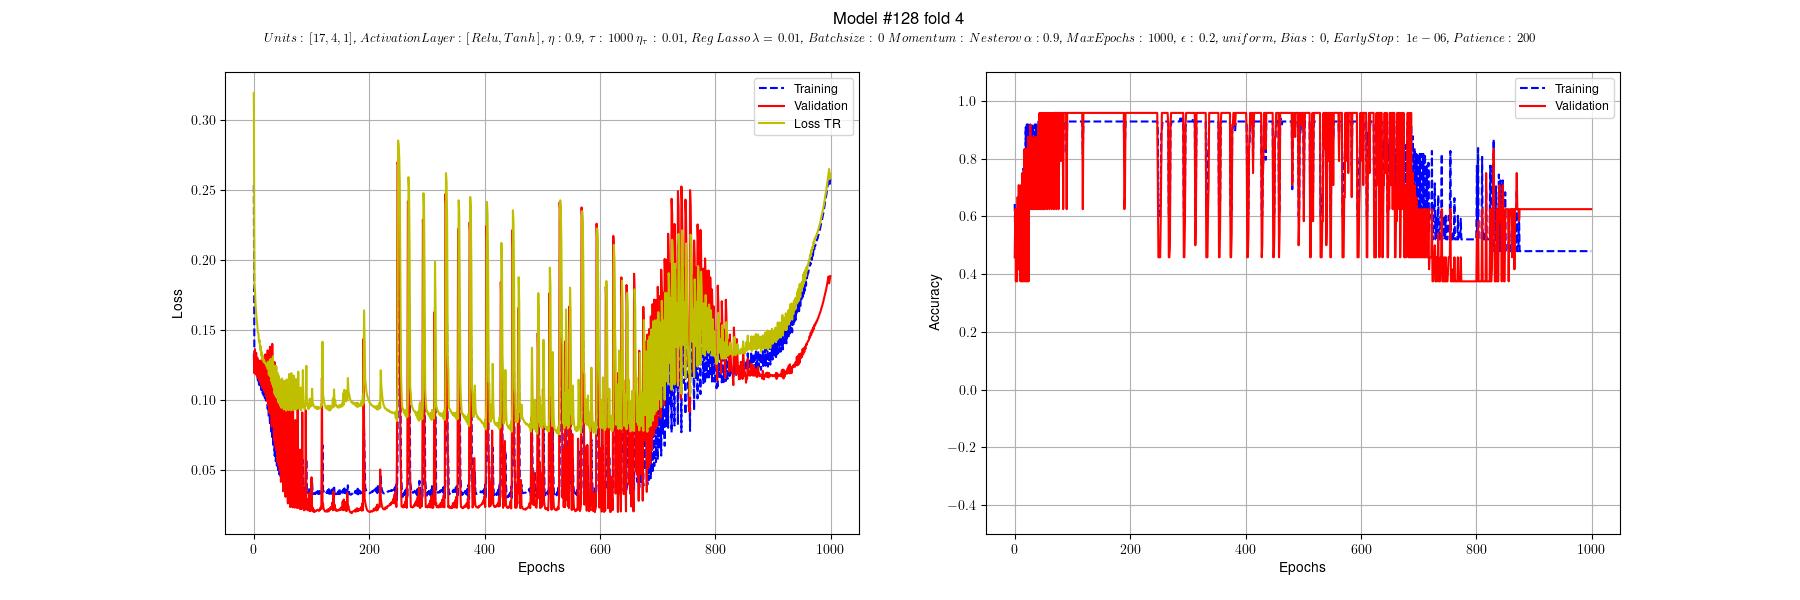 Model #128 fold 4
Units : [17, 4, 1], ActivationLayer : [Relu, Tanh], η : 0.9, τ : 1000 ητ : 0.01, Reg Lasso λ = 0.01, Batchsize : 0 Momentum : Nesterov α : 0.9, MaxEpochs : 1000, ϵ : 0.2, uniform, Bias : 0, EarlyStop : 1e − 06, Patience : 200
Training
Validation
Loss TR
0.30
0.25
0.20
0.15
0.10
0.05
Loss
0 200 400 600 800 1000
Epochs
Training
Validation
1.0
0.8
0.6
0.4
0.2
0.0
−0.2
−0.4
Accuracy
0 200 400 600 800 1000
Epochs